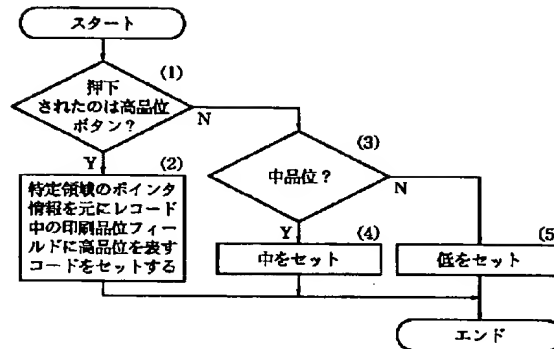 スタート
(1)
押下
されたのは高品位
ボタン？
N
Y
(2)
特定領域のポインタ
情報を元にレコード
中の印刷品位フィー
ルドに高品位を表す
コードをセットする
(3)
中品位？
N
Y
(4)
中をセット
(5)
低をセット
エンド